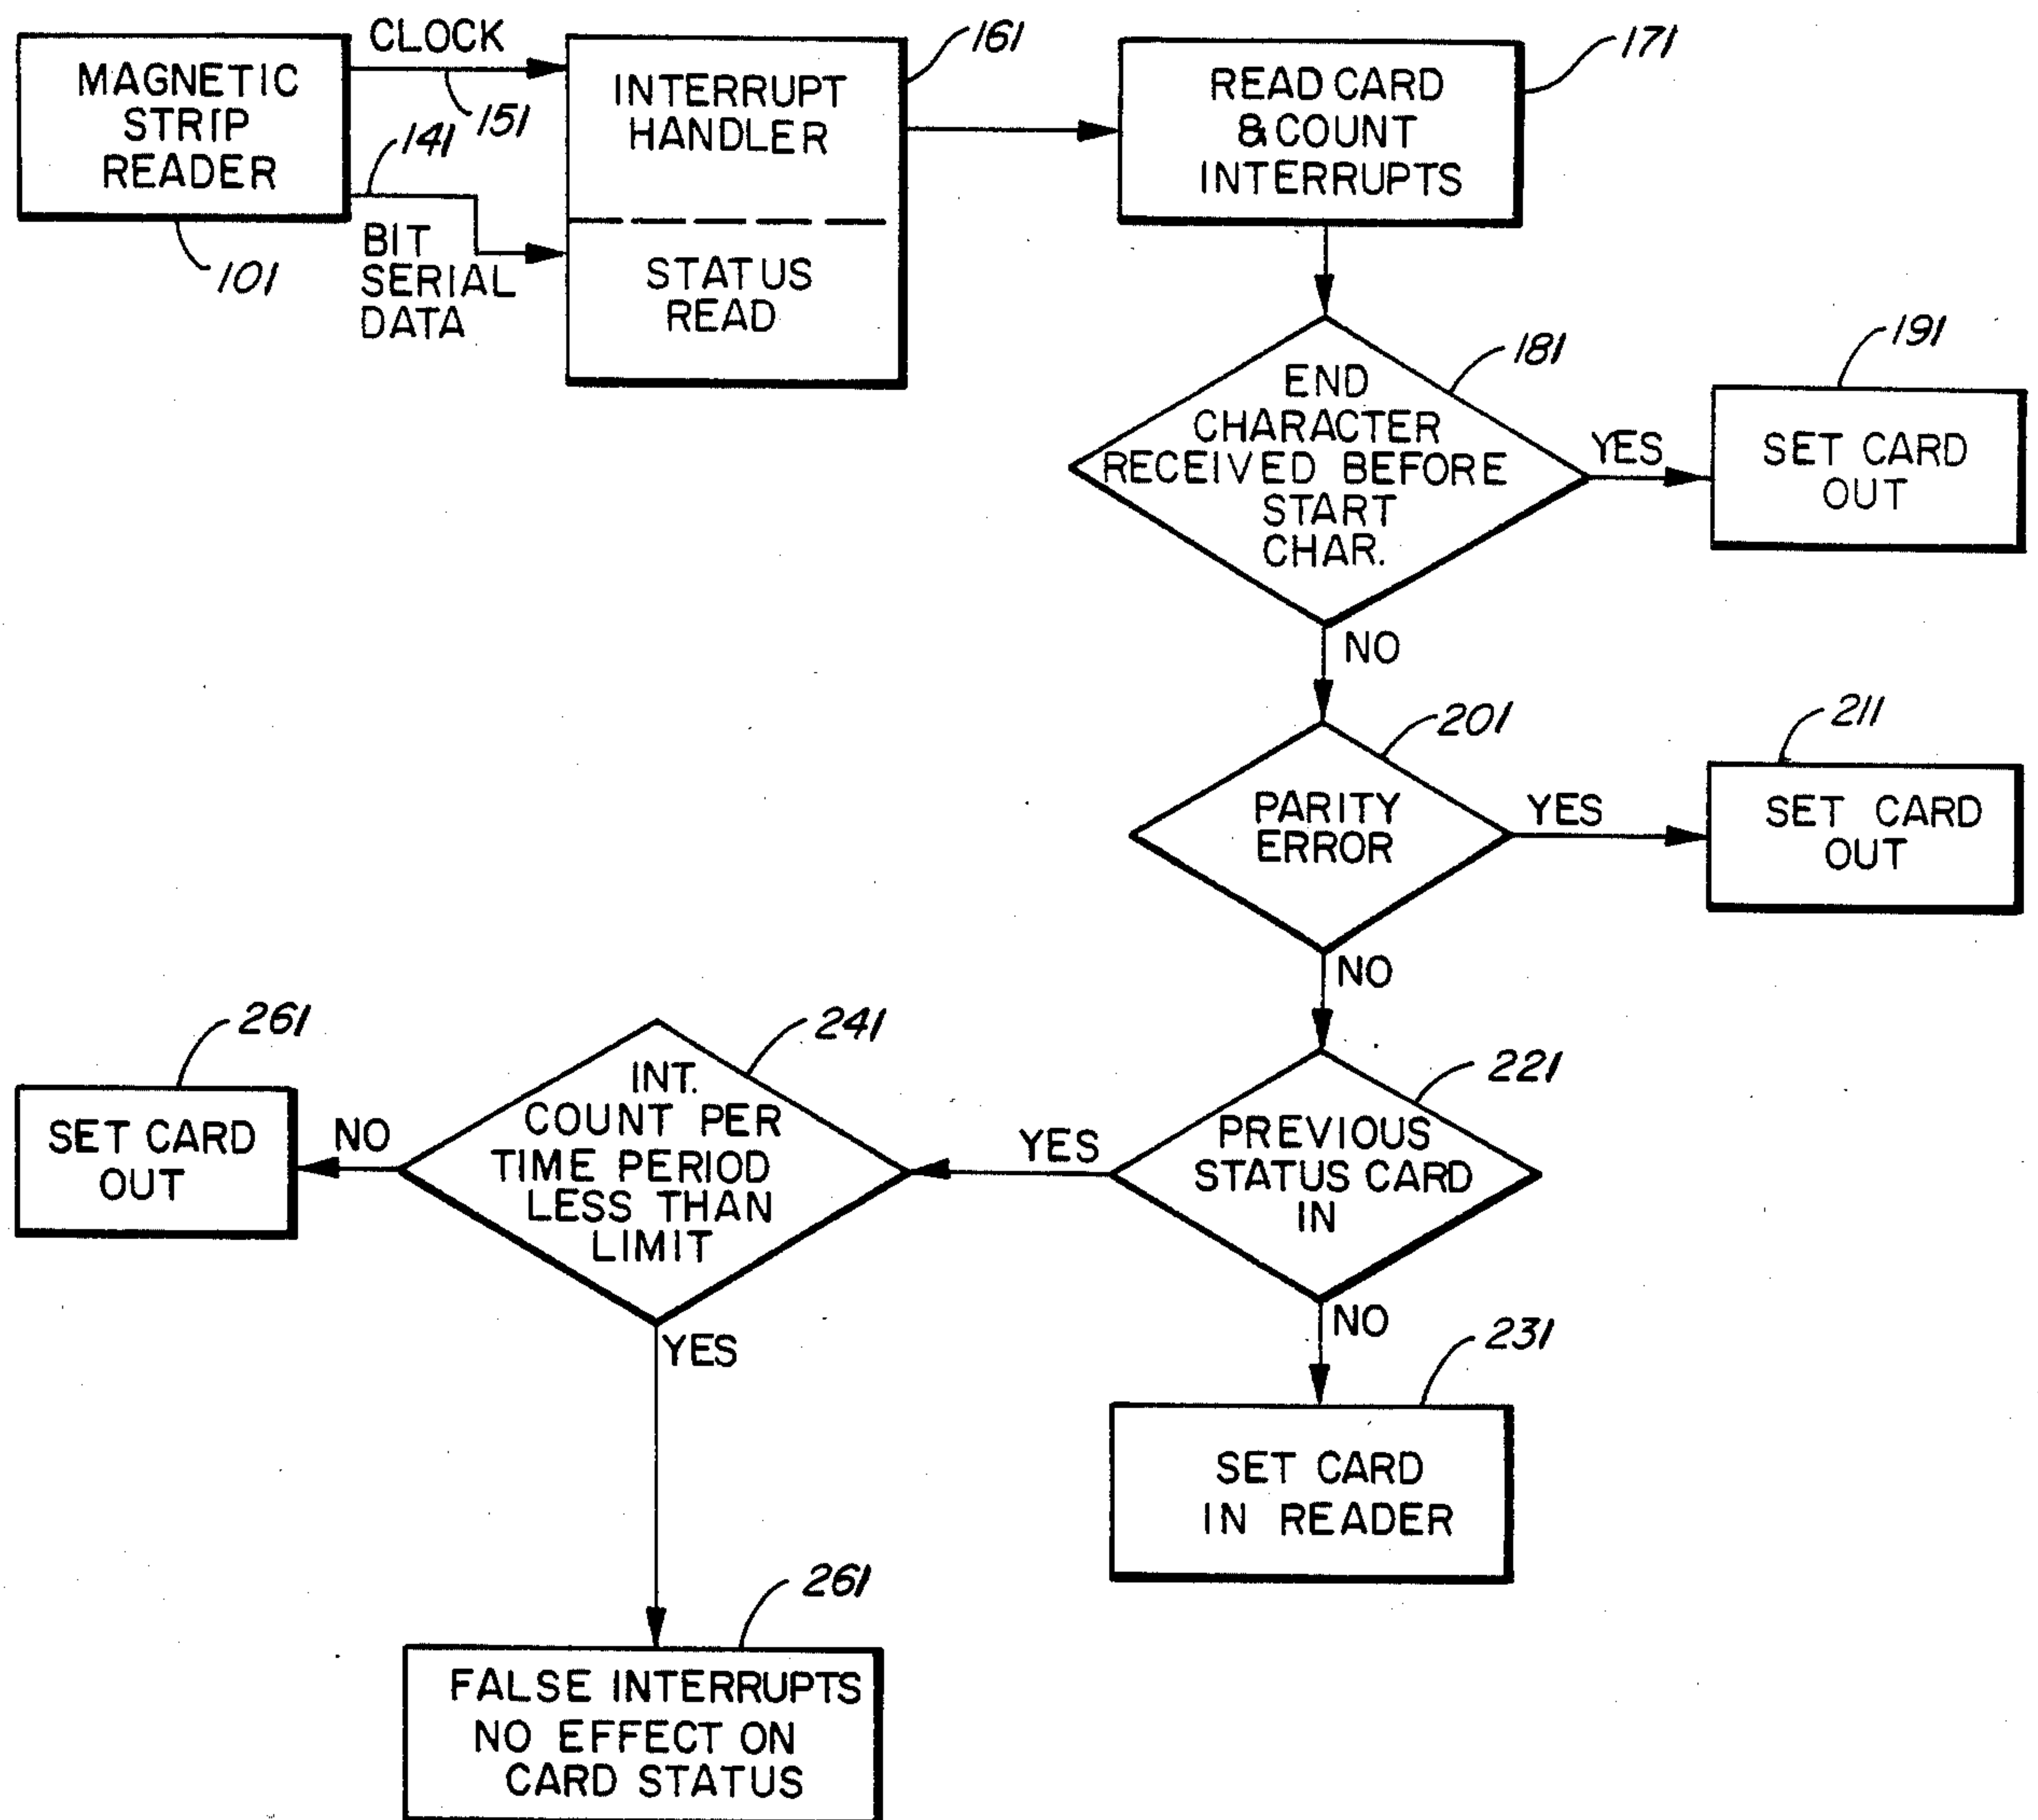 MAGNETIC
STRIP
READER
101
CLOCK
151
141
BIT
SERIAL
DATA
INTERRUPT
HANDLER
STATUS
READ
161
READ CARD
& COUNT
INTERRUPTS
171
END
CHARACTER
RECEIVED BEFORE
START
CHAR.
181
YES
SET CARD
OUT
191
NO
PARITY
ERROR
201
YES
SET CARD
OUT
211
NO
PREVIOUS
STATUS CARD
IN
221
YES
INT.
COUNT PER
TIME PERIOD
LESS THAN
LIMIT
241
NO
SET CARD
OUT
261
NO
SET CARD
IN READER
231
YES
FALSE INTERRUPTS
NO EFFECT ON
CARD STATUS
261